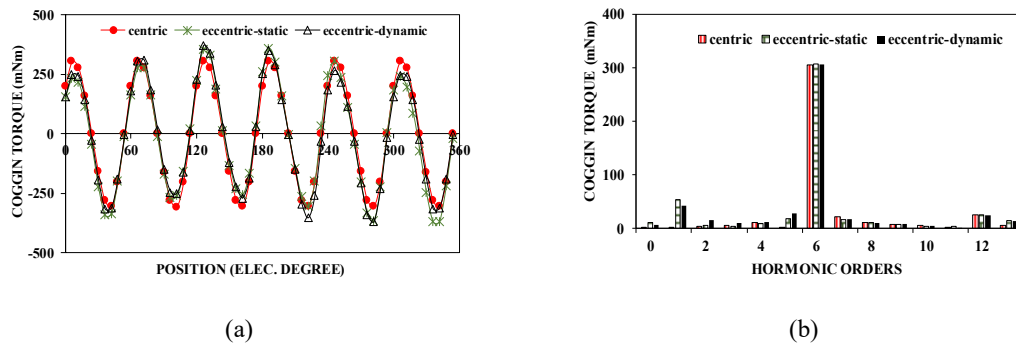 500
250
0
-250
-500
COGGIN TORQUE (mNm)
centric
eccentric-static
eccentric-dynamic
0 60 120 180 240 300 360
POSITION (ELEC. DEGREE)
(a)
400
300
200
100
0
COGGIN TORQUE (mNm)
centric
eccentric-static
eccentric-dynamic
0 2 4 6 8 10 12
HORMONIC ORDERS
(b)